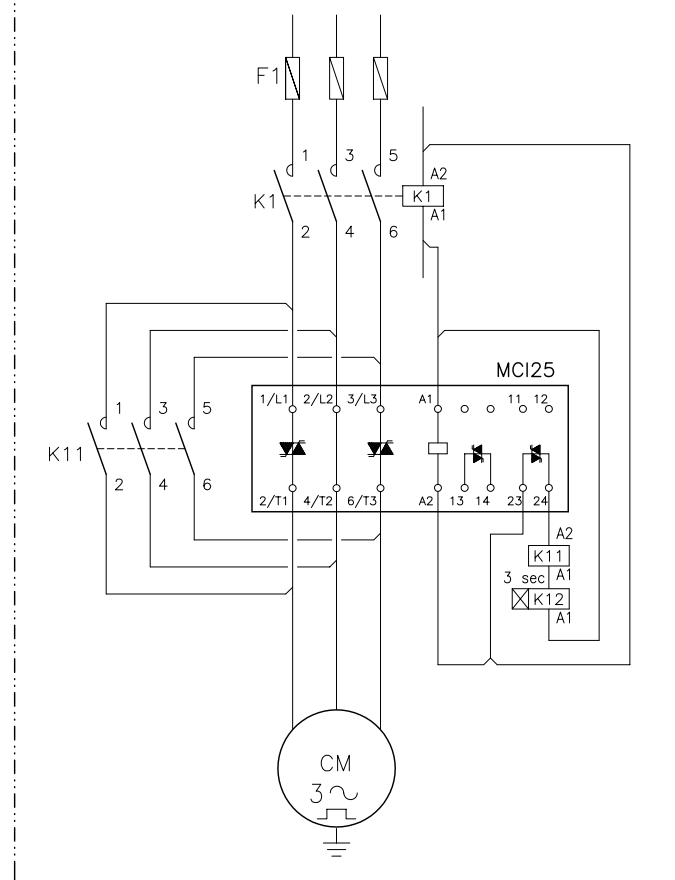 F1
1 3 5
A2
K1 K1
A1
2 4 6
MCI25
1/L1 2/L2 3/L3 A1 11 12
1 3 5
K11
2 4 6
2/T1 4/T2 6/T3 A2 13 14 23 24
A2
K11
3 sec A1
K12
A1
CM
3